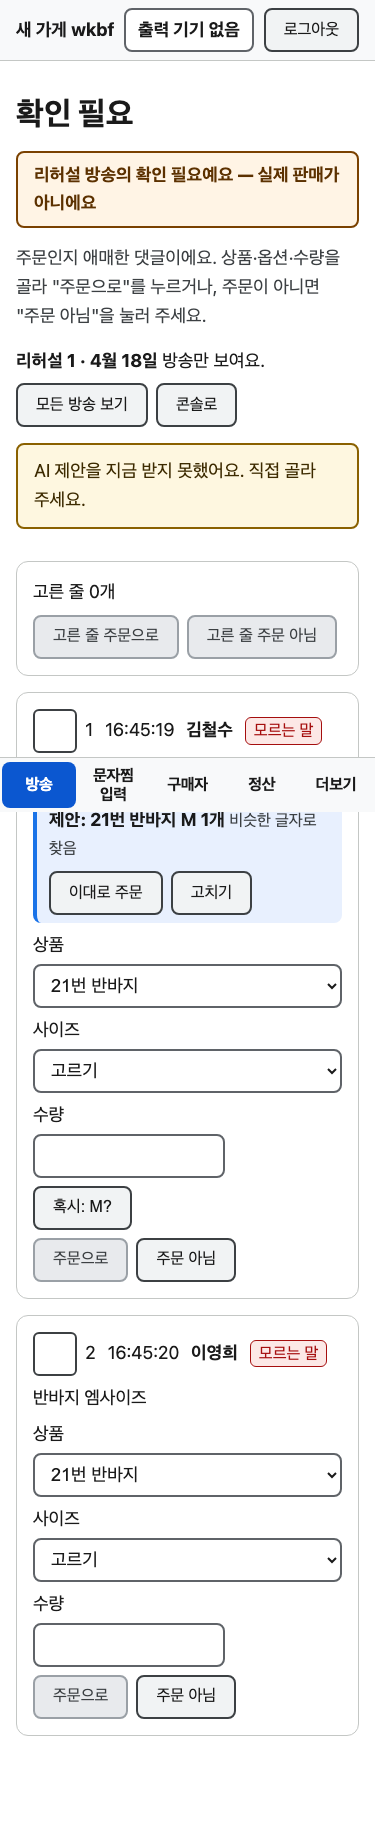 새 가게 wkbf
출력 기기 없음
로그아웃
확인 필요
리허설 방송의 확인 필요예요 — 실제 판매가
아니에요
주문인지 애매한 댓글이에요. 상품·옵션·수량을
골라 "주문으로"를 누르거나, 주문이 아니면
"주문 아님"을 눌러 주세요.
리허설 1 · 4월 18일 방송만 보여요.
모든 방송 보기
콘솔로
AI 제안을 지금 받지 못했어요. 직접 골라
주세요.
고른 줄 0개
고른 줄 주문으로
고른 줄 주문 아님
1 16:45:19 김철수 모르는 말
방송
문자찜
입력
구매자
정산
더보기
제안: 21번 반바지 M 1개 비슷한 글자로
찾음
이대로 주문
고치기
상품
21번 반바지
사이즈
고르기
수량
혹시: M?
주문으로
주문 아님
2 16:45:20 이영희 모르는 말
반바지 엠사이즈
상품
21번 반바지
사이즈
고르기
수량
주문으로
주문 아님